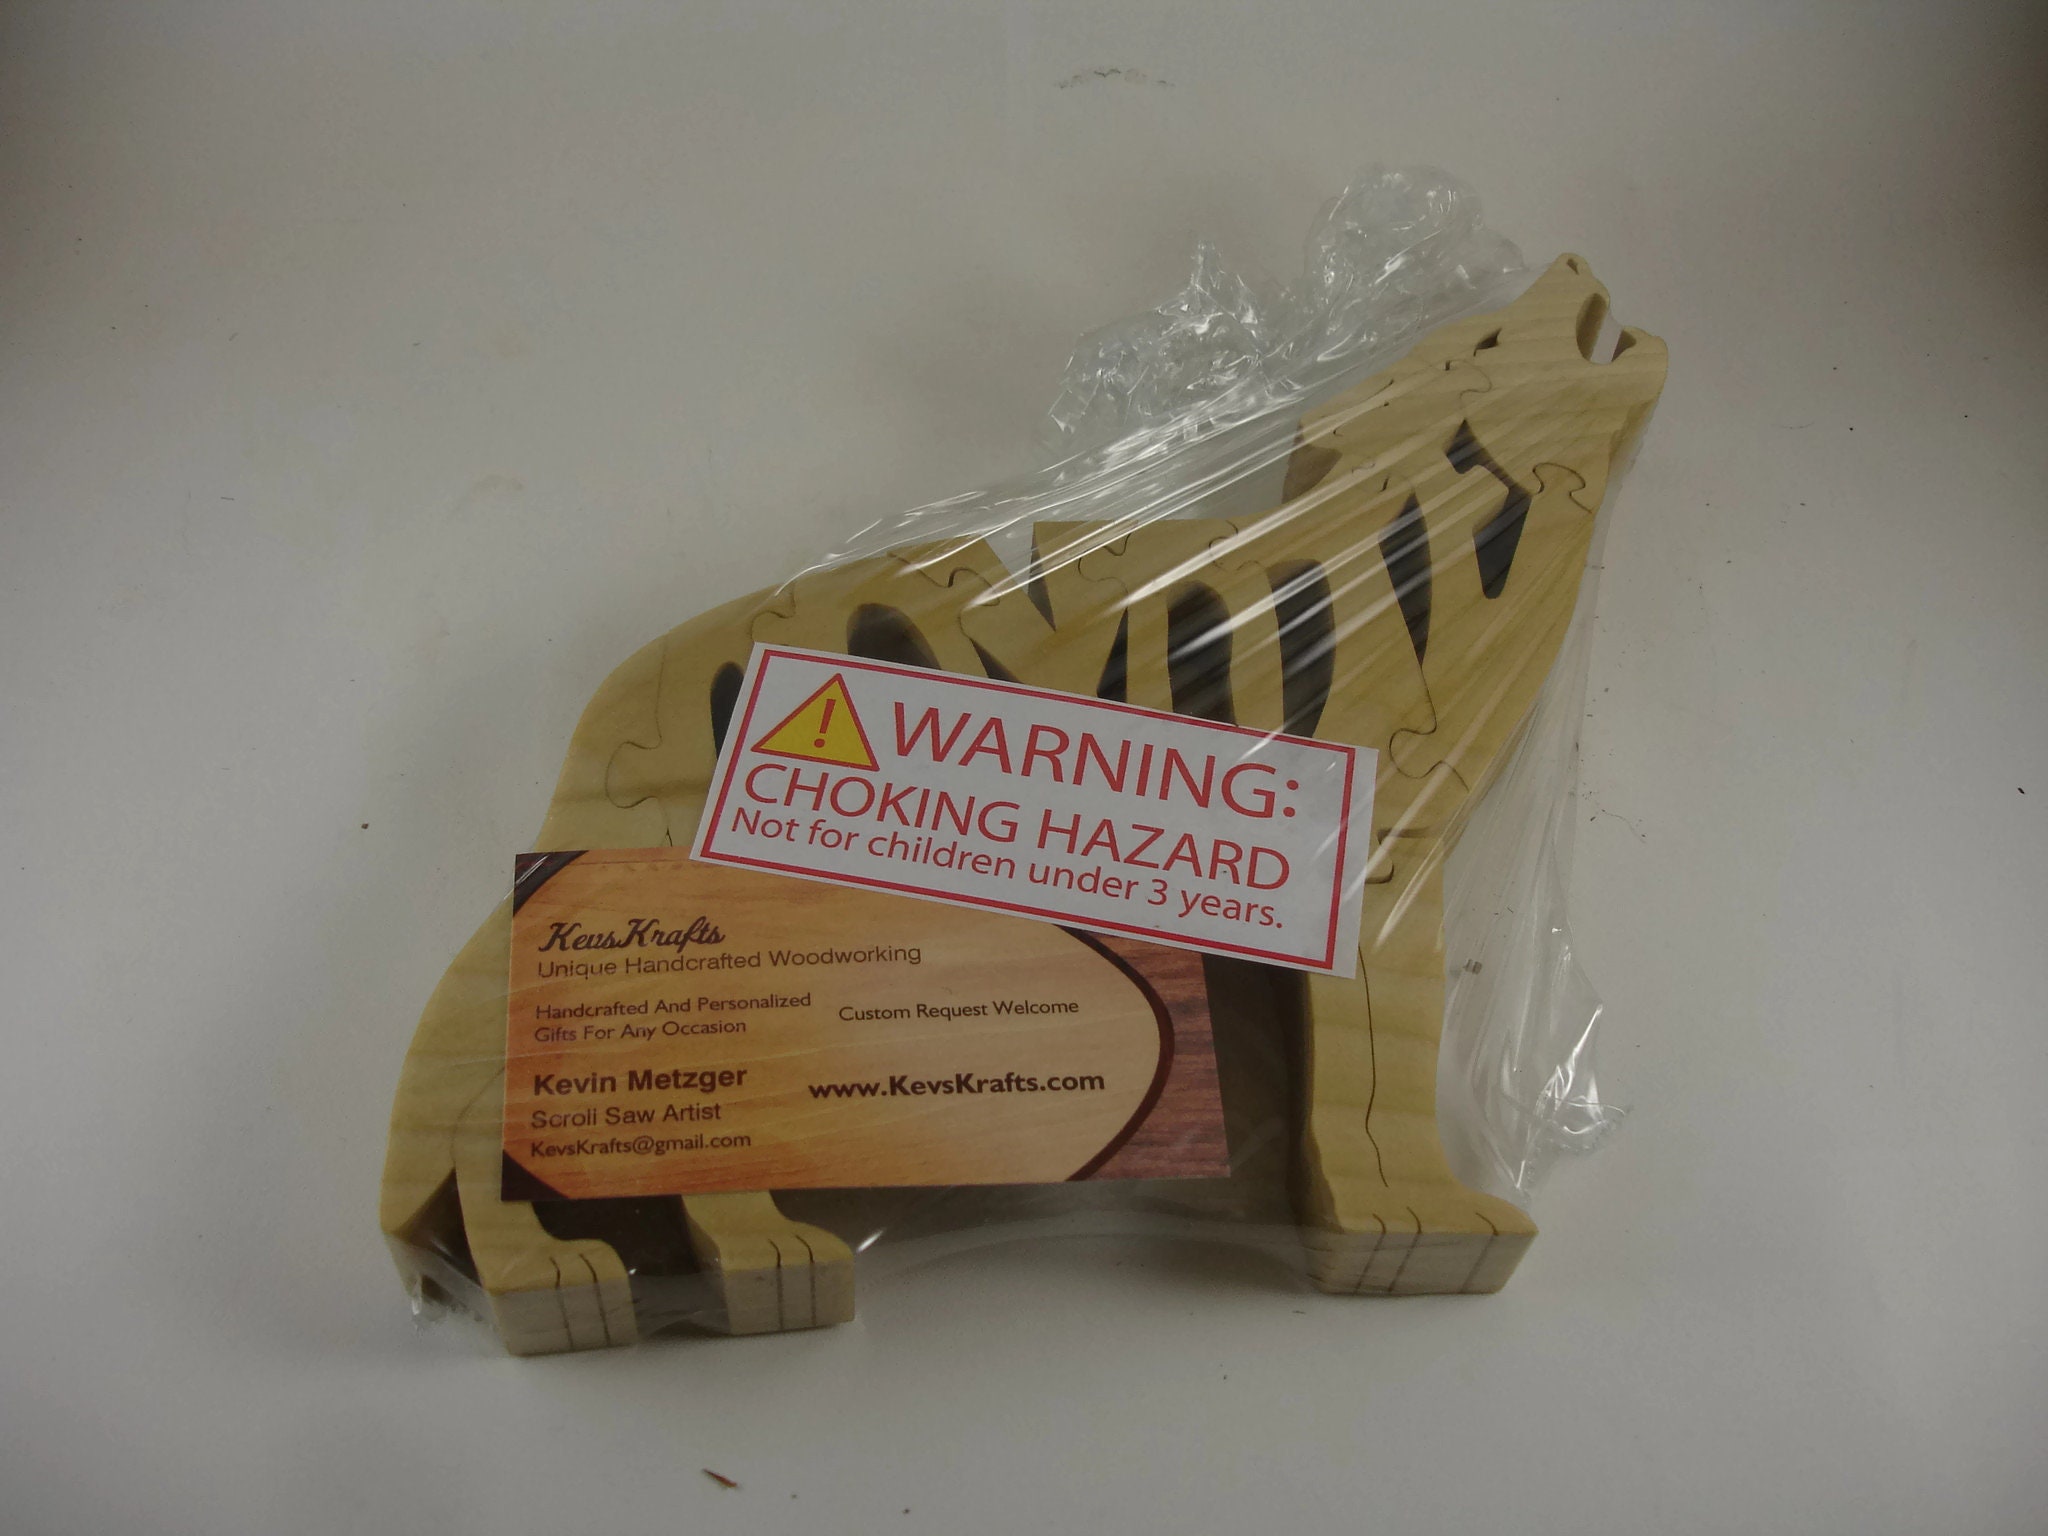 WARNING:
CHOKING HAZARD
Not for children under 3 years.
KevsKrafts
Unique Handcrafted Woodworking
Handcrafted And Personalized
Gifts For Any Occasion
Custom Request Welcome
Kevin Metzger
www.KevsKrafts.com
Scroll Saw Artist
KevsKrafts@gmail.com